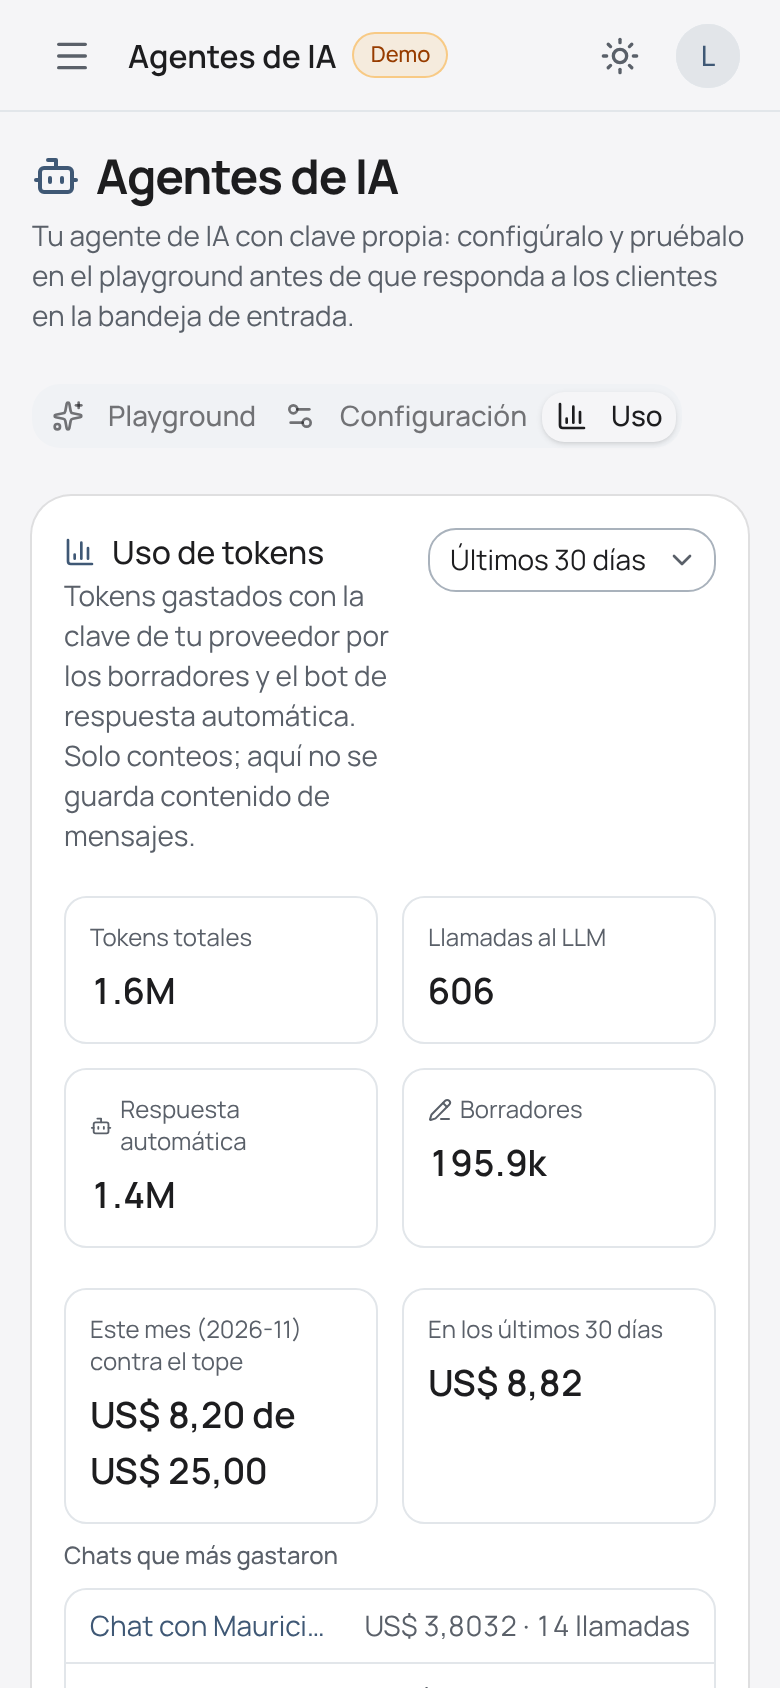 Agentes de IA
Demo
L
Agentes de IA
Tu agente de IA con clave propia: configúralo y pruébalo
en el playground antes de que responda a los clientes
en la bandeja de entrada.
Playground
Configuración
Uso
Uso de tokens
Últimos 30 días
Tokens gastados con la
clave de tu proveedor por
los borradores y el bot de
respuesta automática.
Solo conteos; aquí no se
guarda contenido de
mensajes.
Tokens totales
1.6M
Llamadas al LLM
606
Respuesta
automática
1.4M
Borradores
195.9k
Este mes (2026-11)
contra el tope
US$ 8,20 de
US$ 25,00
En los últimos 30 días
US$ 8,82
Chats que más gastaron
Chat con Maurici...
US$ 3,8032 · 14 llamadas